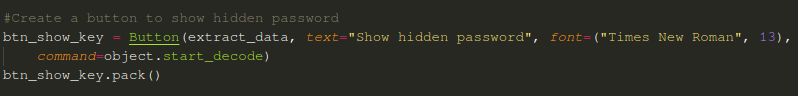 #Create a button to show hidden password
btn_show_key = Button(extract_data, text="Show hidden password", font=("Times New Roman", 13),
    command=object.start_decode)
btn_show_key.pack()